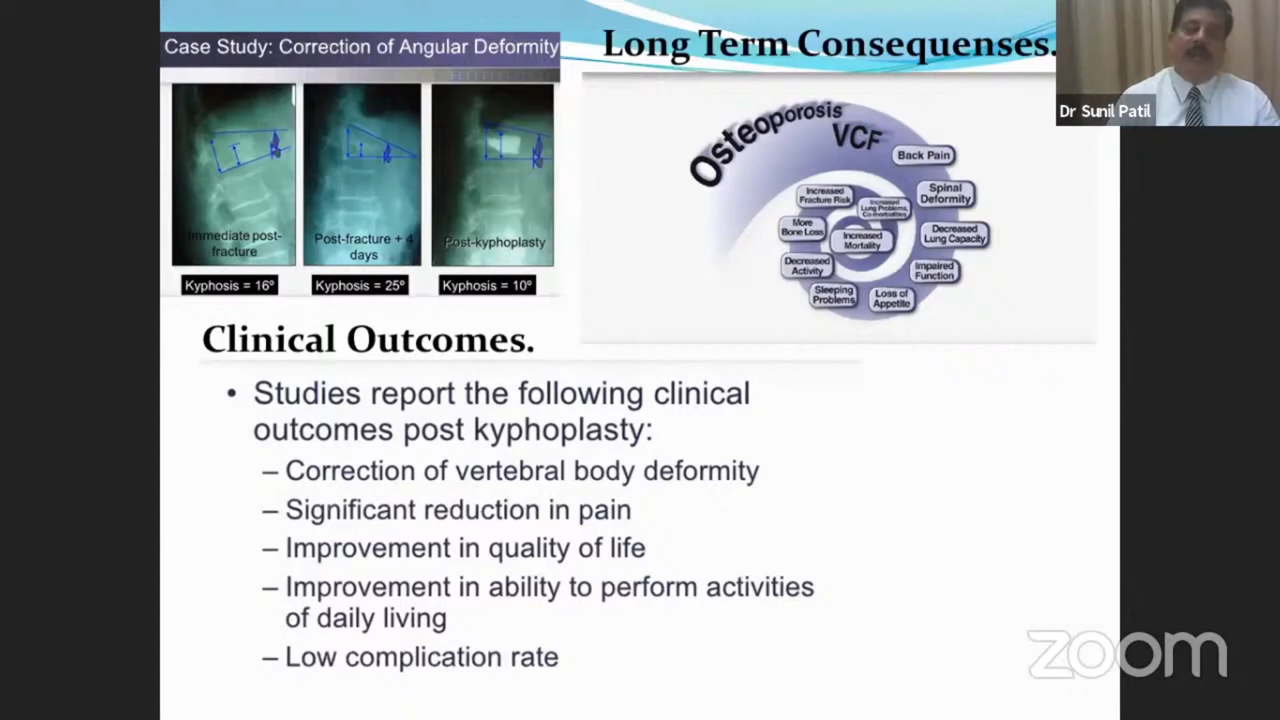 Case Study: Correction of Angular Deformity
Immediate post-
fracture
Post-fracture + 4
days
Post-kyphoplasty
Kyphosis = 16º
Kyphosis = 25º
Kyphosis = 10º
Long Term Consequenses.
Dr Sunil Patil
Osteoporosis
VCF
Back Pain
Spinal
Deformity
Decreased
Lung Capacity
Impaired
Function
Loss of
Appetite
Sleeping
Problems
Decreased
Activity
More
Bone Loss
Increased
Fracture Risk
Increased
Lung Problems,
Co-morbidities
Increased
Mortality
Clinical Outcomes.
• Studies report the following clinical
outcomes post kyphoplasty:
– Correction of vertebral body deformity
– Significant reduction in pain
– Improvement in quality of life
– Improvement in ability to perform activities
of daily living
– Low complication rate
zoom